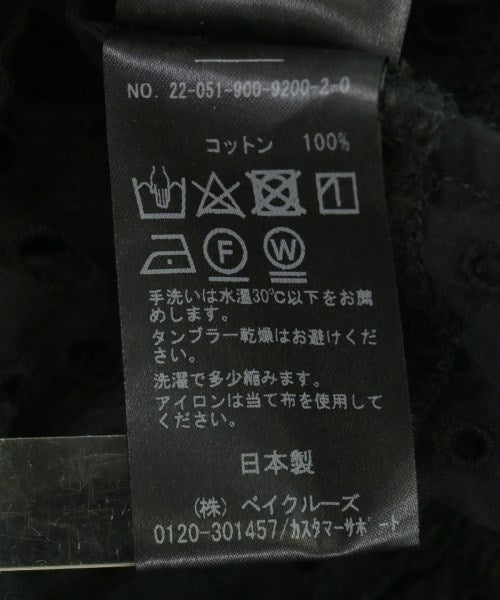 NO. 22-051-900-9200-2-0
コットン 100%
F W
手洗いは水温30℃以下をお薦
めします。
タンブラー乾燥はお避けくだ
さい。
洗濯で多少縮みます。
アイロンは当て布を使用して
ください。
日本製
(株) ベイクルーズ
0120-301457/カスタマーサポート